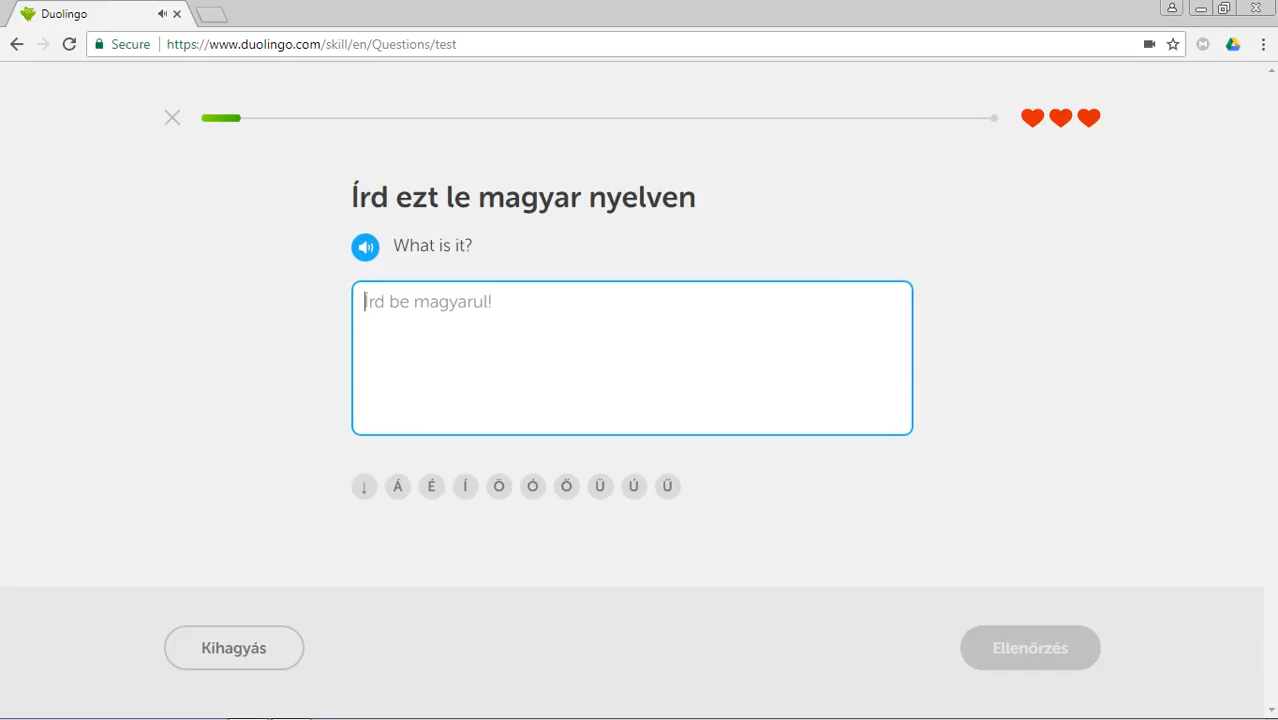 Duolingo
Secure https://www.duolingo.com/skill/en/Questions/test
Írd ezt le magyar nyelven
What is it?
Írd be magyarul!
↓ Á É Í Ö Ó Ő Ü Ú Ű
Kihagyás
Ellenőrzés